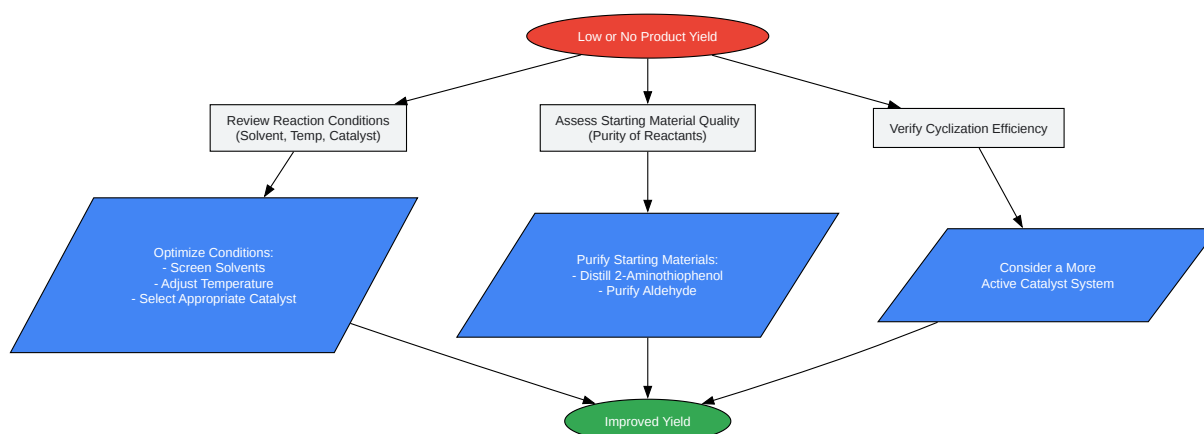 Low or No Product Yield
Review Reaction Conditions
(Solvent, Temp, Catalyst)
Assess Starting Material Quality
(Purity of Reactants)
Verify Cyclization Efficiency
Optimize Conditions:
- Screen Solvents
- Adjust Temperature
- Select Appropriate Catalyst
Purify Starting Materials:
- Distill 2-Aminothiophenol
- Purify Aldehyde
Consider a More
Active Catalyst System
Improved Yield